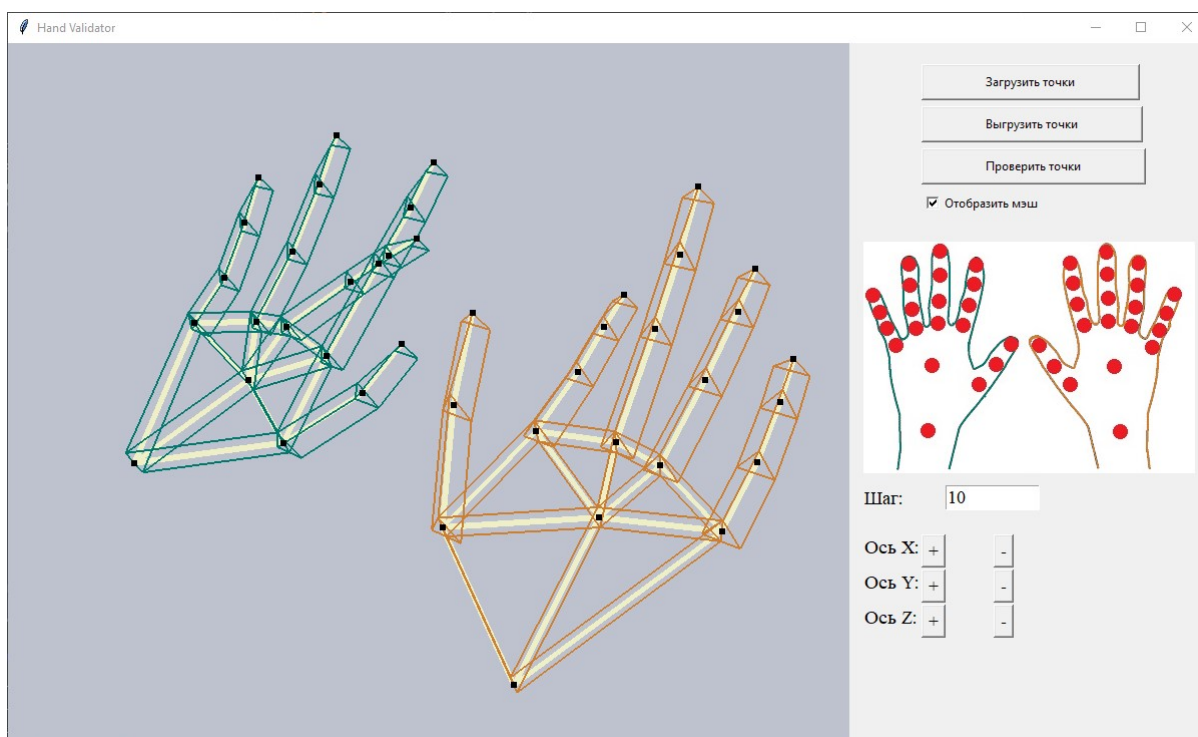 Hand Validator
Загрузить точки
Выгрузить точки
Проверить точки
Отобразить мэш
Шаг: 10
Ось X: + -
Ось Y: + -
Ось Z: + -